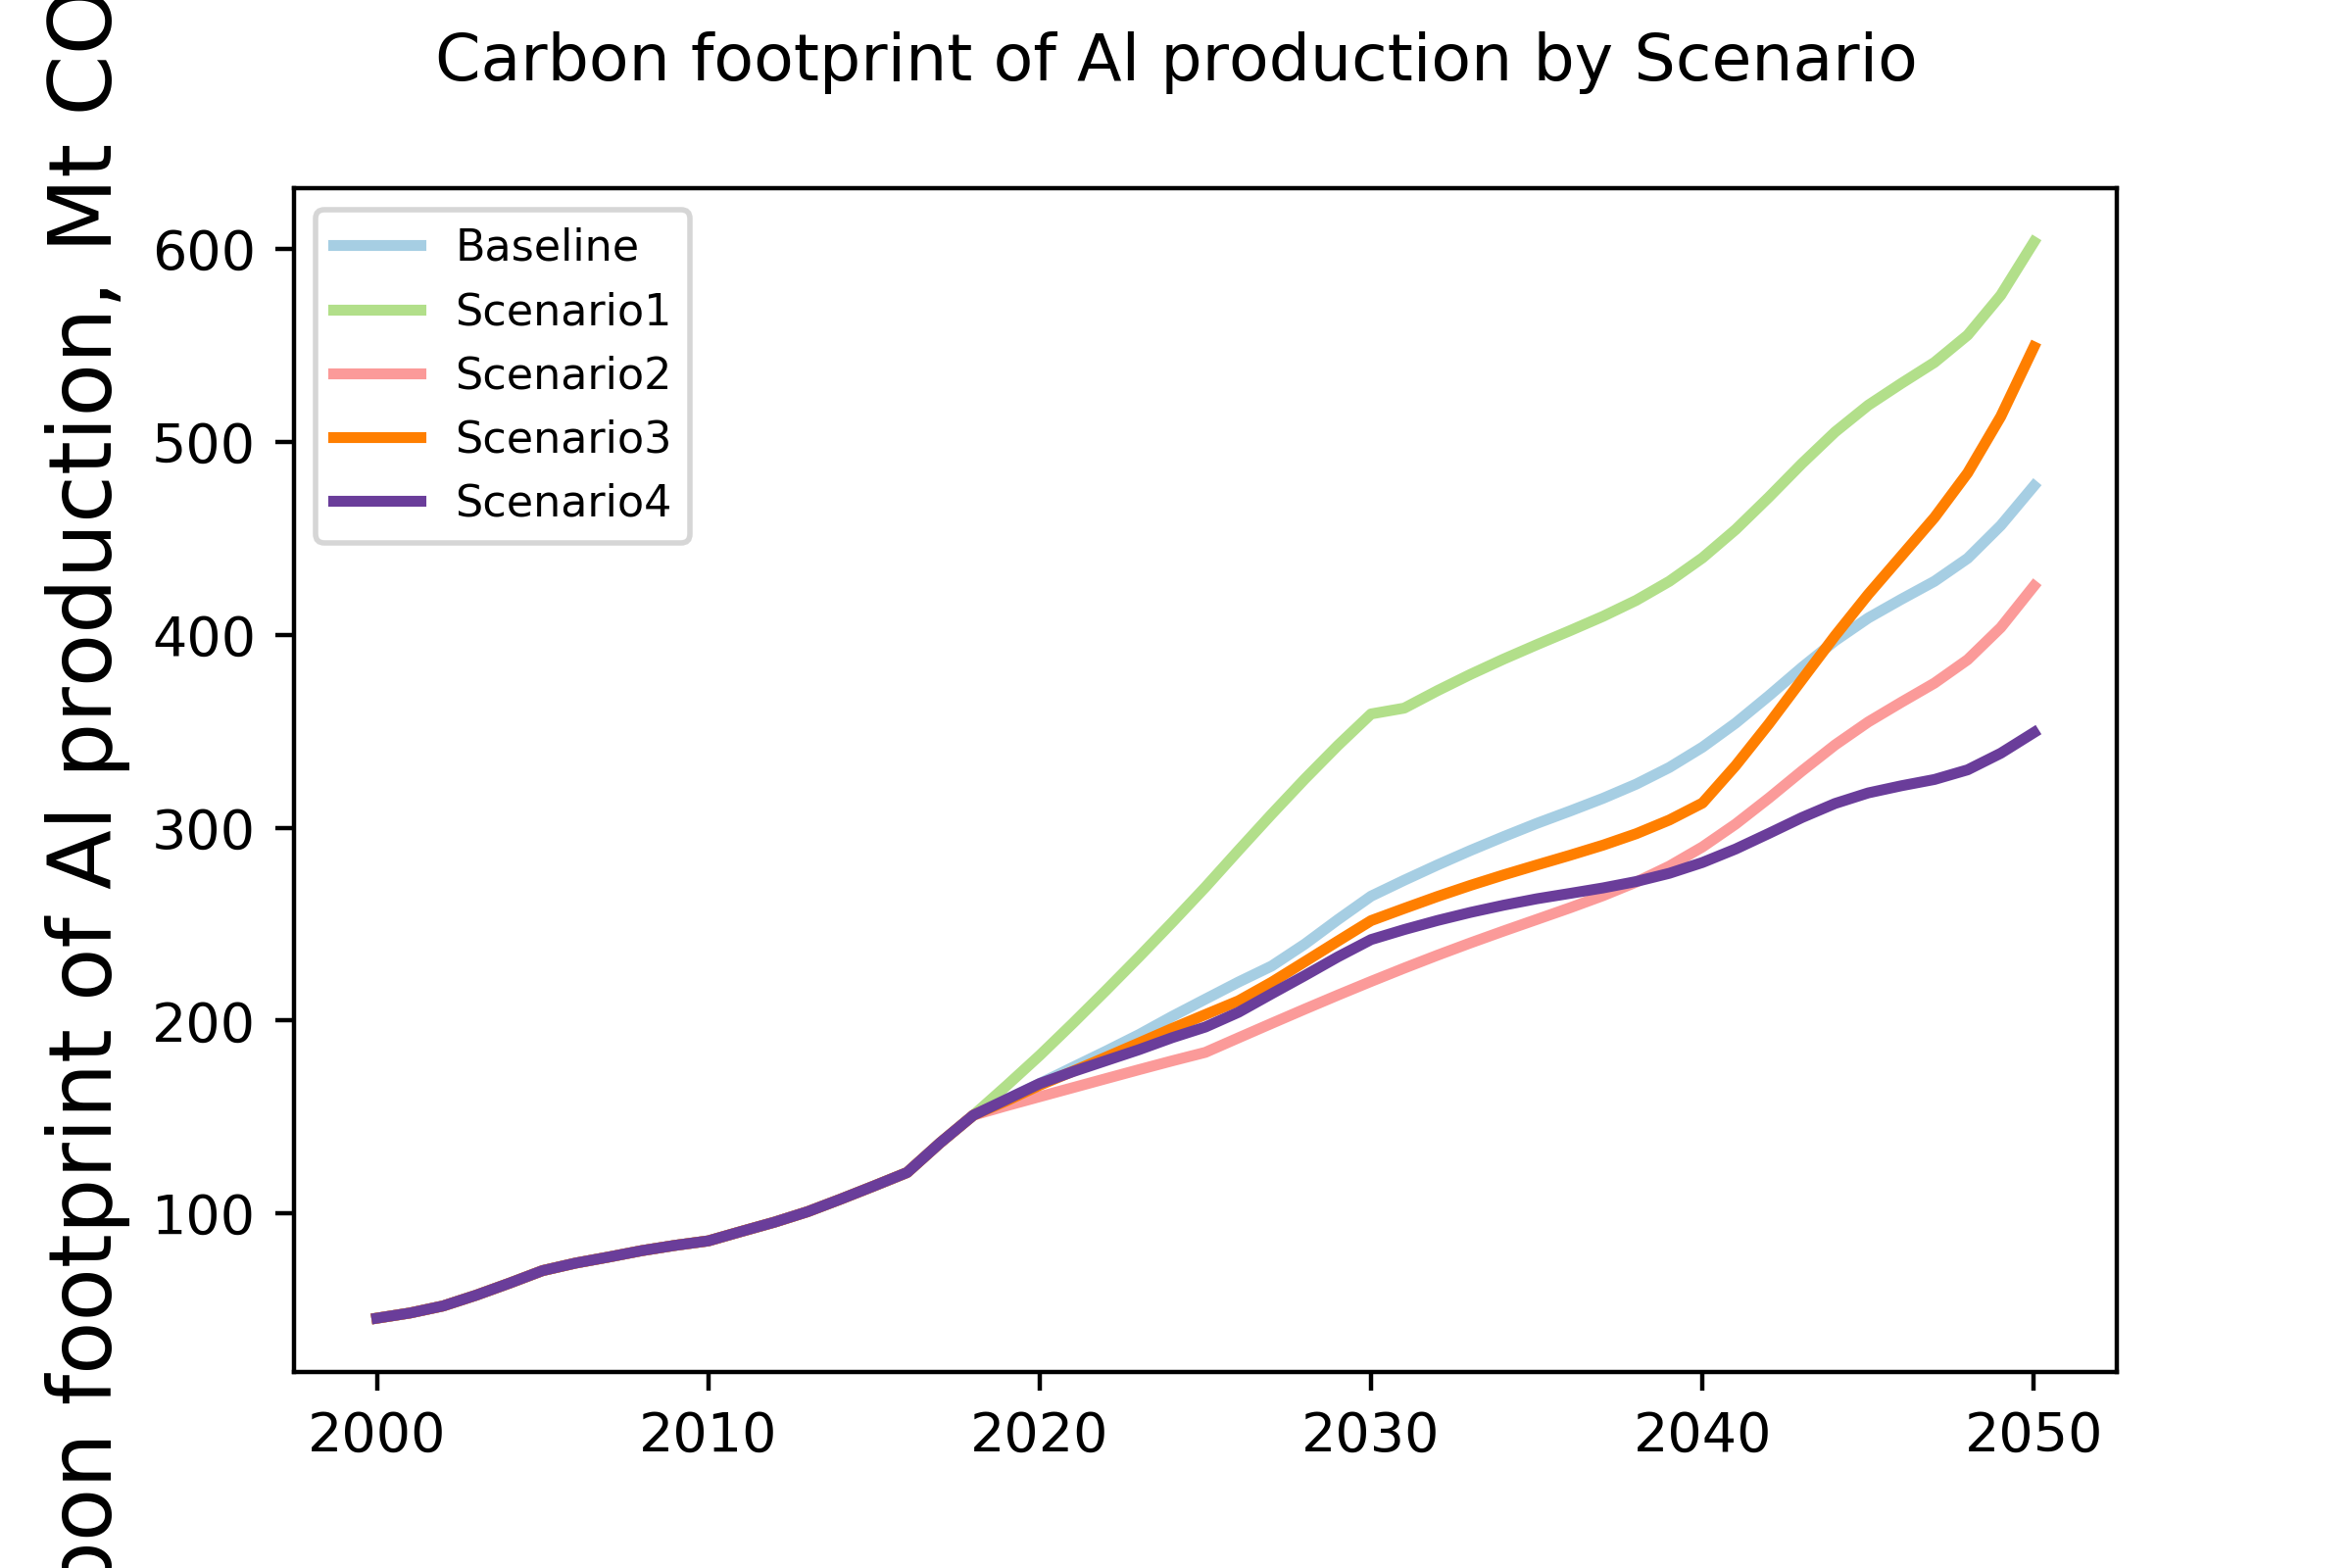 Carbon footprint of Al production by Scenario
footprint of Al production, Mt
600
500
400
300
200
100
Baseline
Scenario1
Scenario2
Scenario3
Scenario4
2000
2010
2020
2030
2040
2050